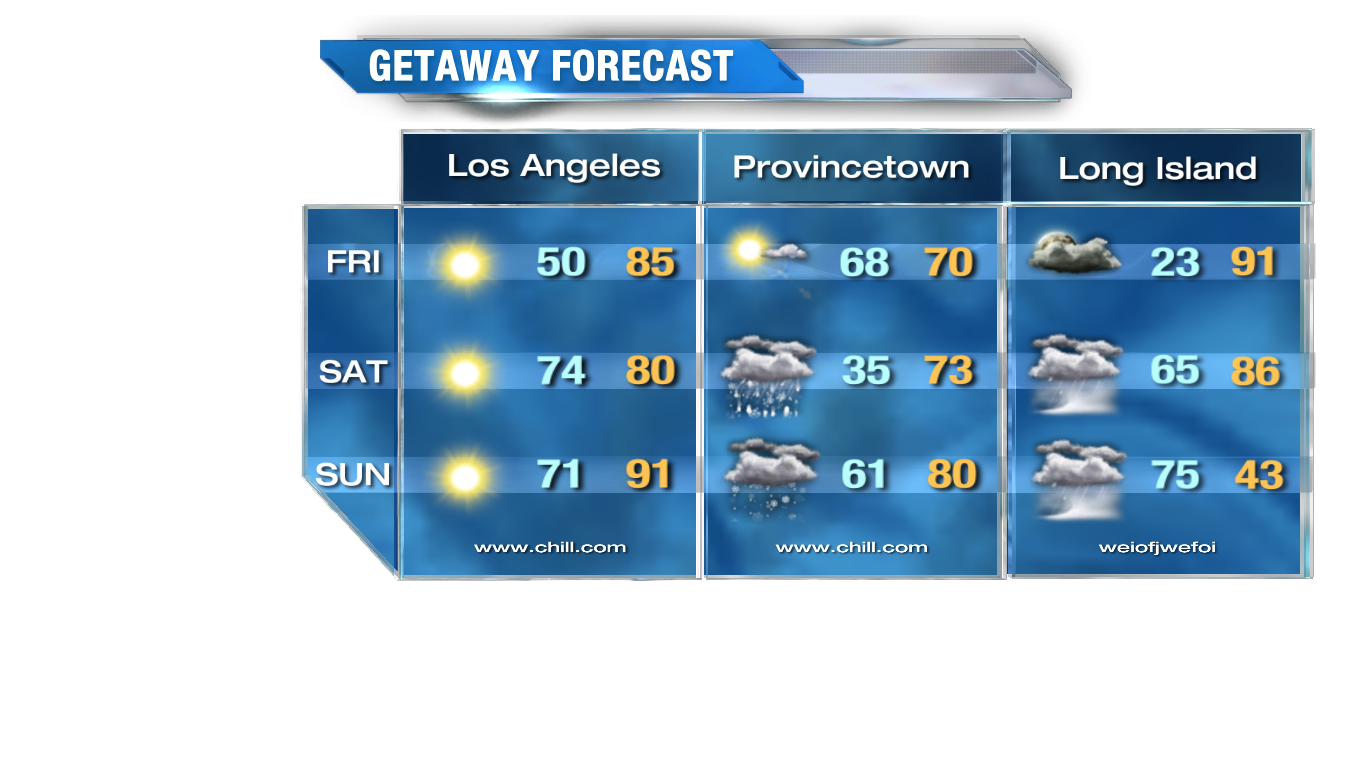 GETAWAY FORECAST
Los Angeles Provincetown Long Island
FRI 50 85 68 70 23 91
SAT 74 80 35 73 65 86
SUN 71 91 61 80 75 43
www.chill.com www.chill.com weiofjwefoi